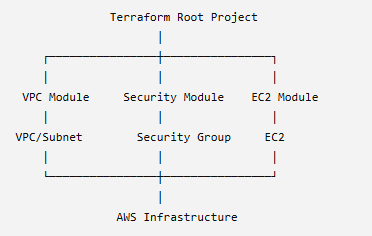 Terraform Root Project
VPC Module Security Module EC2 Module
VPC/Subnet Security Group EC2
AWS Infrastructure